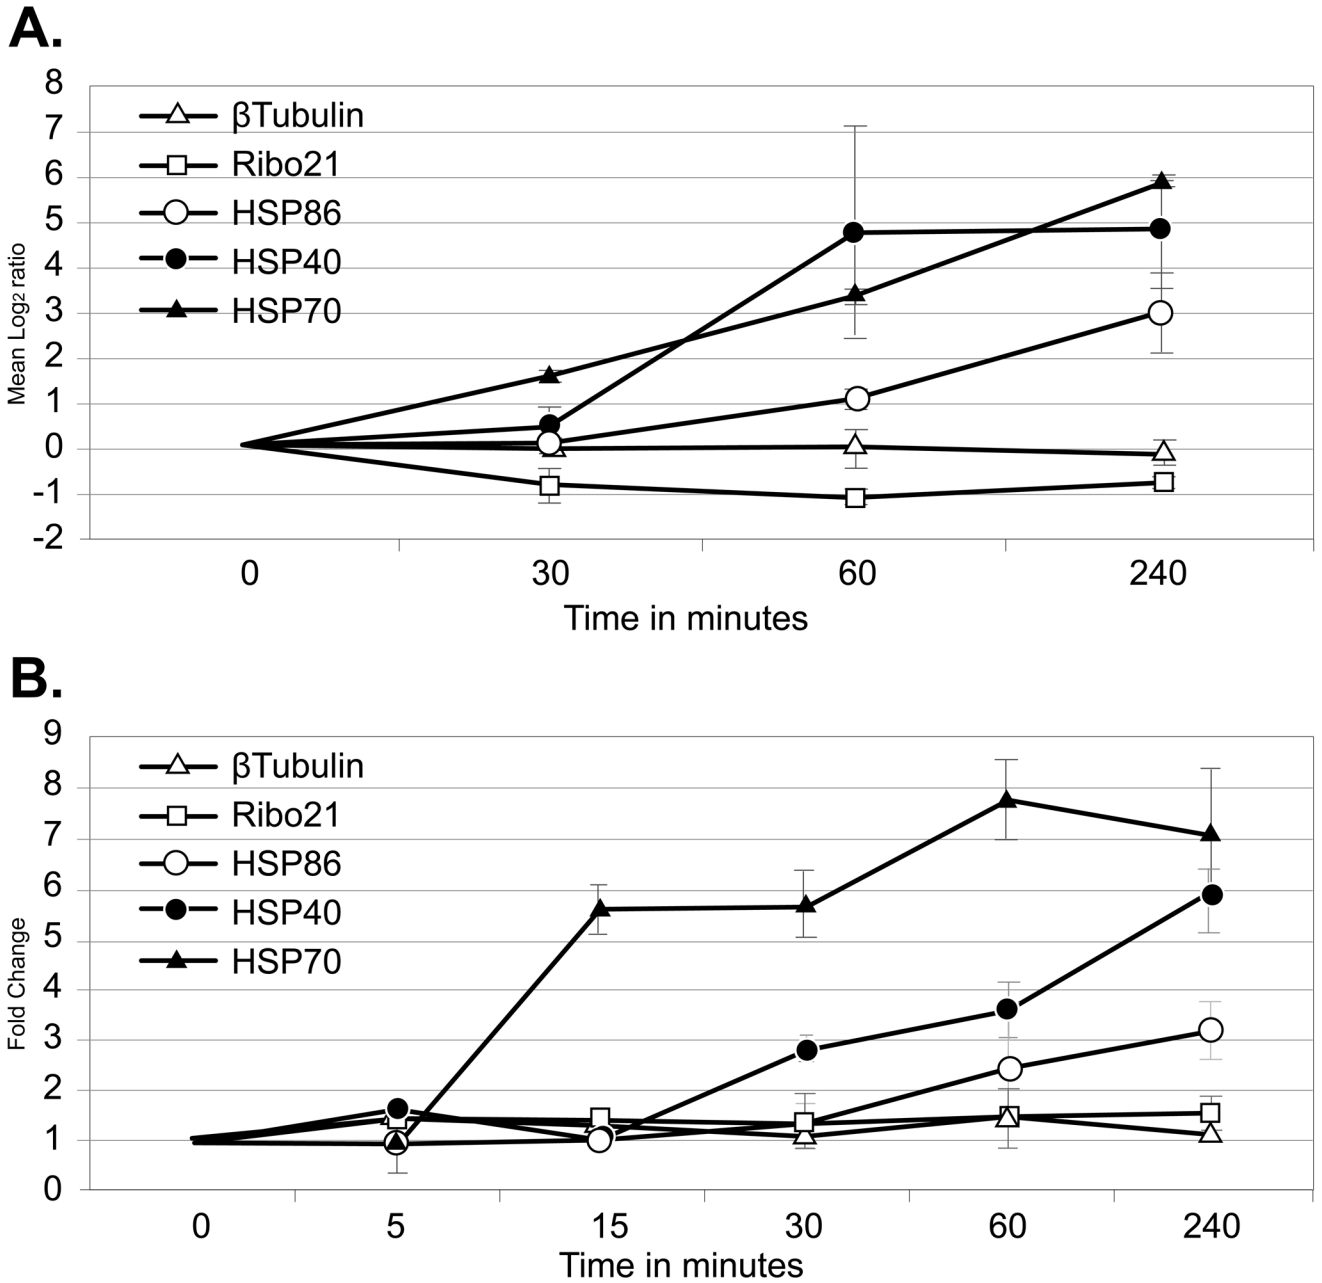 A.
8
7
6
5
4
3
2
1
0
-1
-2
Mean Log2 ratio
βTubulin
Ribo21
HSP86
HSP40
HSP70
0 30 60 240
Time in minutes
B.
9
8
7
6
5
4
3
2
1
0
Fold Change
βTubulin
Ribo21
HSP86
HSP40
HSP70
0 5 15 30 60 240
Time in minutes